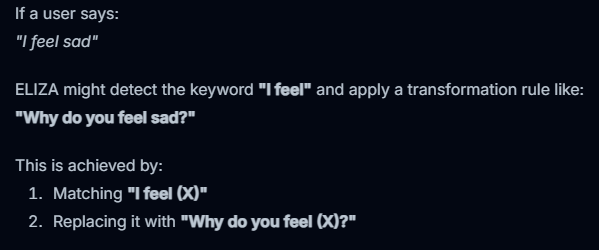 If a user says:
"I feel sad"
ELIZA might detect the keyword "I feel" and apply a transformation rule like:
"Why do you feel sad?"
This is achieved by:
1. Matching "I feel (X)"
2. Replacing it with "Why do you feel (X)?"